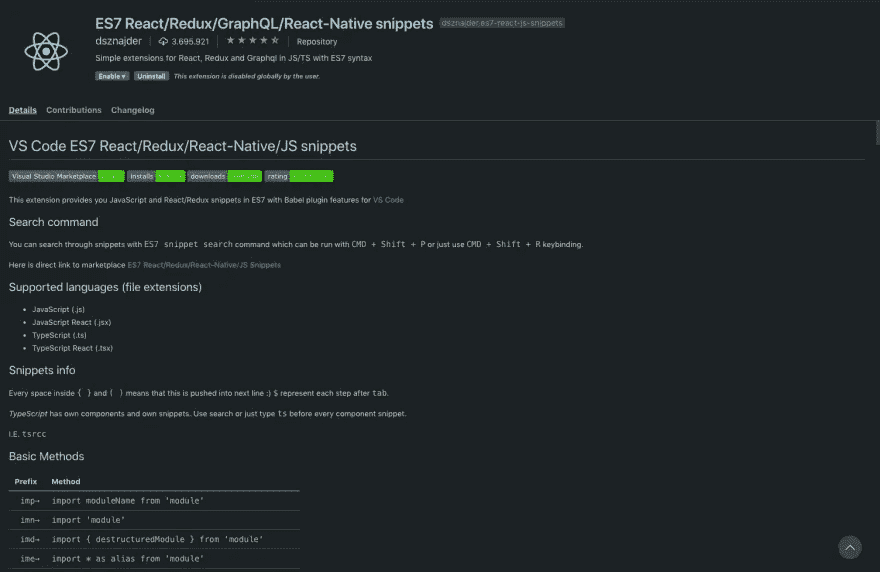 ES7 React/Redux/GraphQL/React-Native snippets dsznajder.es7-react-js-snippets
dsznajder 3.695.921 Repository
Simple extensions for React, Redux and Graphql in JS/TS with ES7 syntax
Enable Uninstall This extension is disabled globally by the user.
Details Contributions Changelog
VS Code ES7 React/Redux/React-Native/JS snippets
Visual Studio Marketplace installs downloads rating
This extension provides you JavaScript and React/Redux snippets in ES7 with Babel plugin features for VS Code
Search command
You can search through snippets with ES7 snippet search command which can be run with CMD + Shift + P or just use CMD + Shift + R keybinding.
Here is direct link to marketplace ES7 React/Redux/React-Native/JS Snippets
Supported languages (file extensions)
• JavaScript (.js)
• JavaScript React (.jsx)
• TypeScript (.ts)
• TypeScript React (.tsx)
Snippets info
Every space inside { } and ( ) means that this is pushed into next line :) $ represent each step after tab.
TypeScript has own components and own snippets. Use search or just type ts before every component snippet.
I.E. tsrcc
Basic Methods
Prefix Method
imp→ import moduleName from 'module'
imn→ import 'module'
imd→ import { destructuredModule } from 'module'
ime→ import * as alias from 'module'